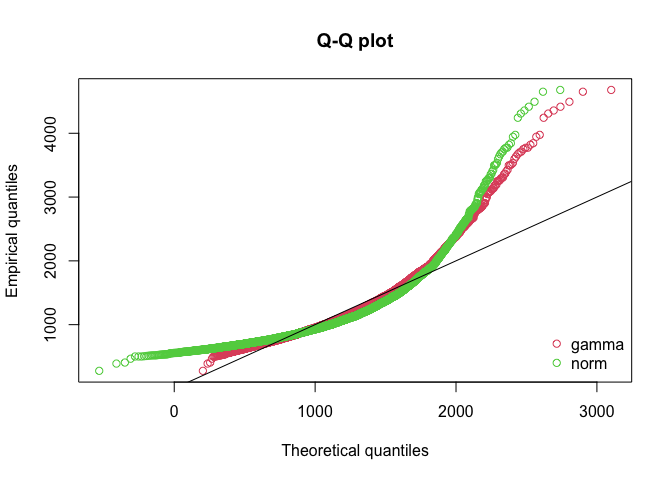 Q-Q plot
Empirical quantiles
4000
3000
2000
1000
gamma
norm
0 1000 2000 3000
Theoretical quantiles